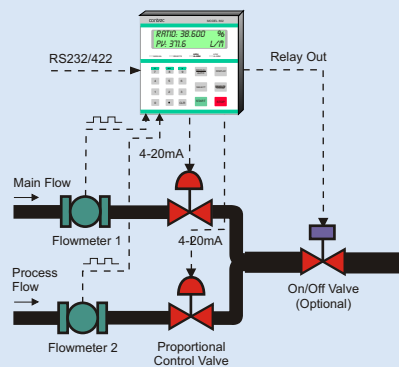 contrec
RATIO: 38.600 %
PV: 371.6 L/M
RS232/422
Relay Out
4-20mA
Main Flow
Flowmeter 1
4-20mA
Process
Flow
On/Off Valve
(Optional)
Flowmeter 2
Proportional
Control Valve